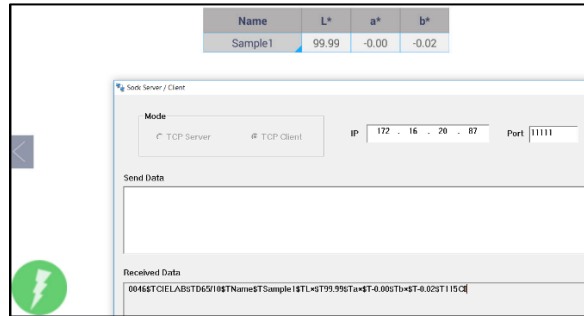 Name L* a* b*
Sample1 99.99 -0.00 -0.02
Sock Server / Client
Mode
TCP Server TCP Client
IP 172 . 16 . 20 . 87
Port 11111
Send Data
Received Data
0046$TCIELAB$TD65/10$TName$TSample1$TL*$T99.99$Ta*$T-0.00$Tb*$T-0.02$T115C$